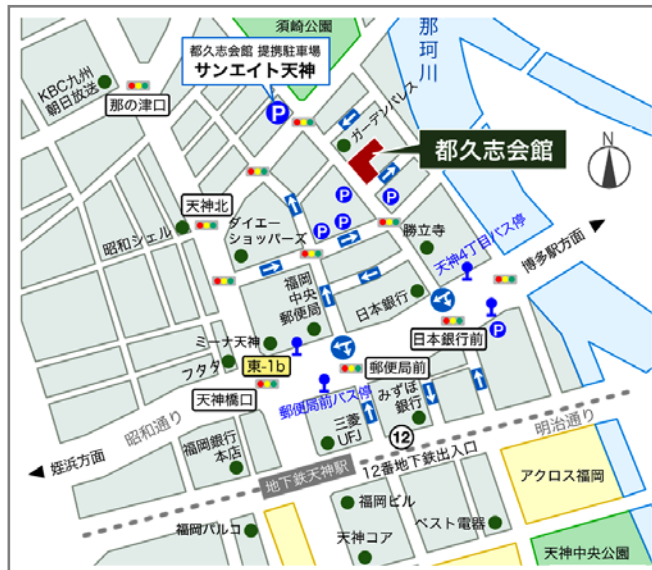 須崎公園
那珂川
都久志会館 提携駐車場
サンエイト天神
KBC九州
朝日放送
那の津口
P
ガーデンパレス
都久志会館
N
天神北
昭和シェル
ダイエー
ショッパーズ
P
P
P
P
勝立寺
天神4丁目バス停
博多駅方面
福岡
中央
郵便局
日本銀行
ミーナ天神
フタタ
東-1b
日本銀行前
P
郵便局前
天神橋口
郵便局前バス停
みずほ
銀行
昭和通り
三菱
UFJ
12
明治通り
姪浜方面
福岡銀行
本店
地下鉄天神駅
12番地下鉄出入口
アクロス福岡
福岡ビル
福岡パルコ
ベスト電器
天神コア
天神中央公園